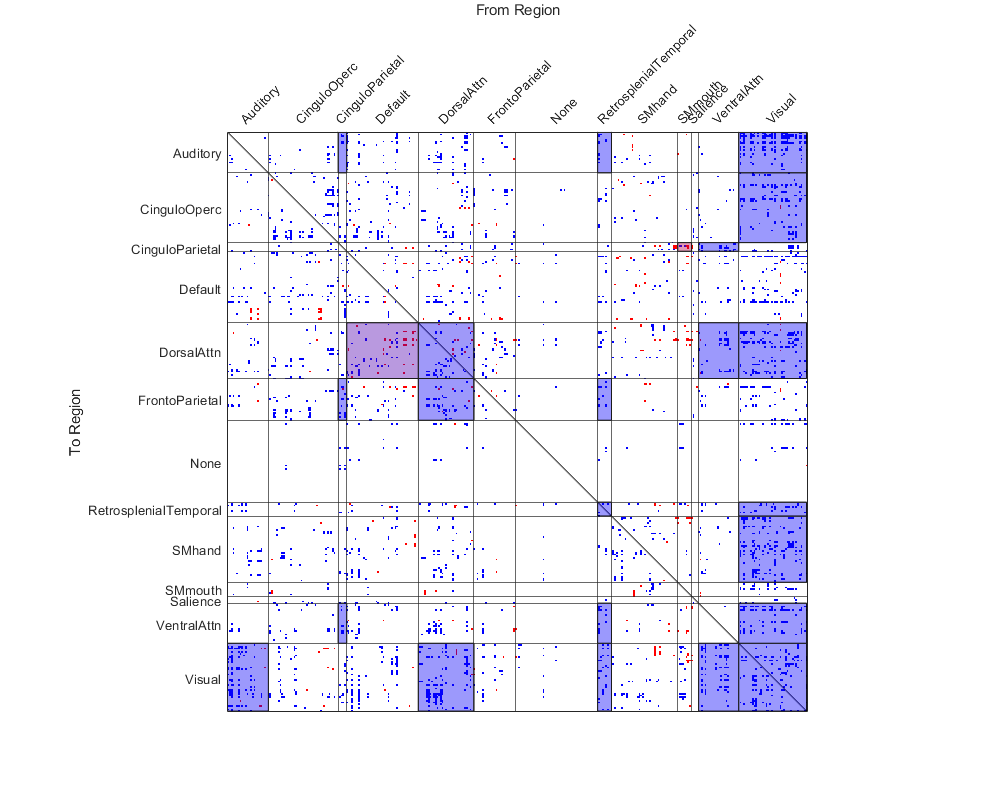 From Region
Auditory
CinguloOperc
CinguloParietal
Default
DorsalAttn
FrontoParietal
None
RetrosplenialTemporal
SMhand
SMmouth
Salience
VentralAttn
Visual
To Region
Auditory
CinguloOperc
CinguloParietal
Default
DorsalAttn
FrontoParietal
None
RetrosplenialTemporal
SMhand
SMmouth
Salience
VentralAttn
Visual